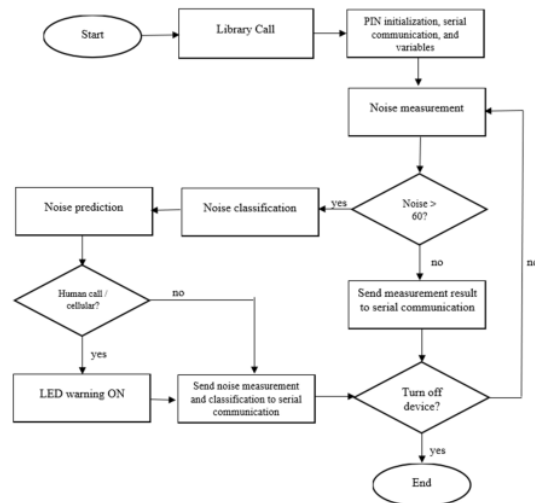 Start
Library Call
PIN initialization, serial
communication, and
variables
Noise measurement
Noise >
60?
yes
Noise classification
Noise prediction
no
no
Human call /
cellular?
no
Send measurement result
to serial communication
yes
LED warning ON
Send noise measurement
and classification to serial
communication
Turn off
device?
yes
End